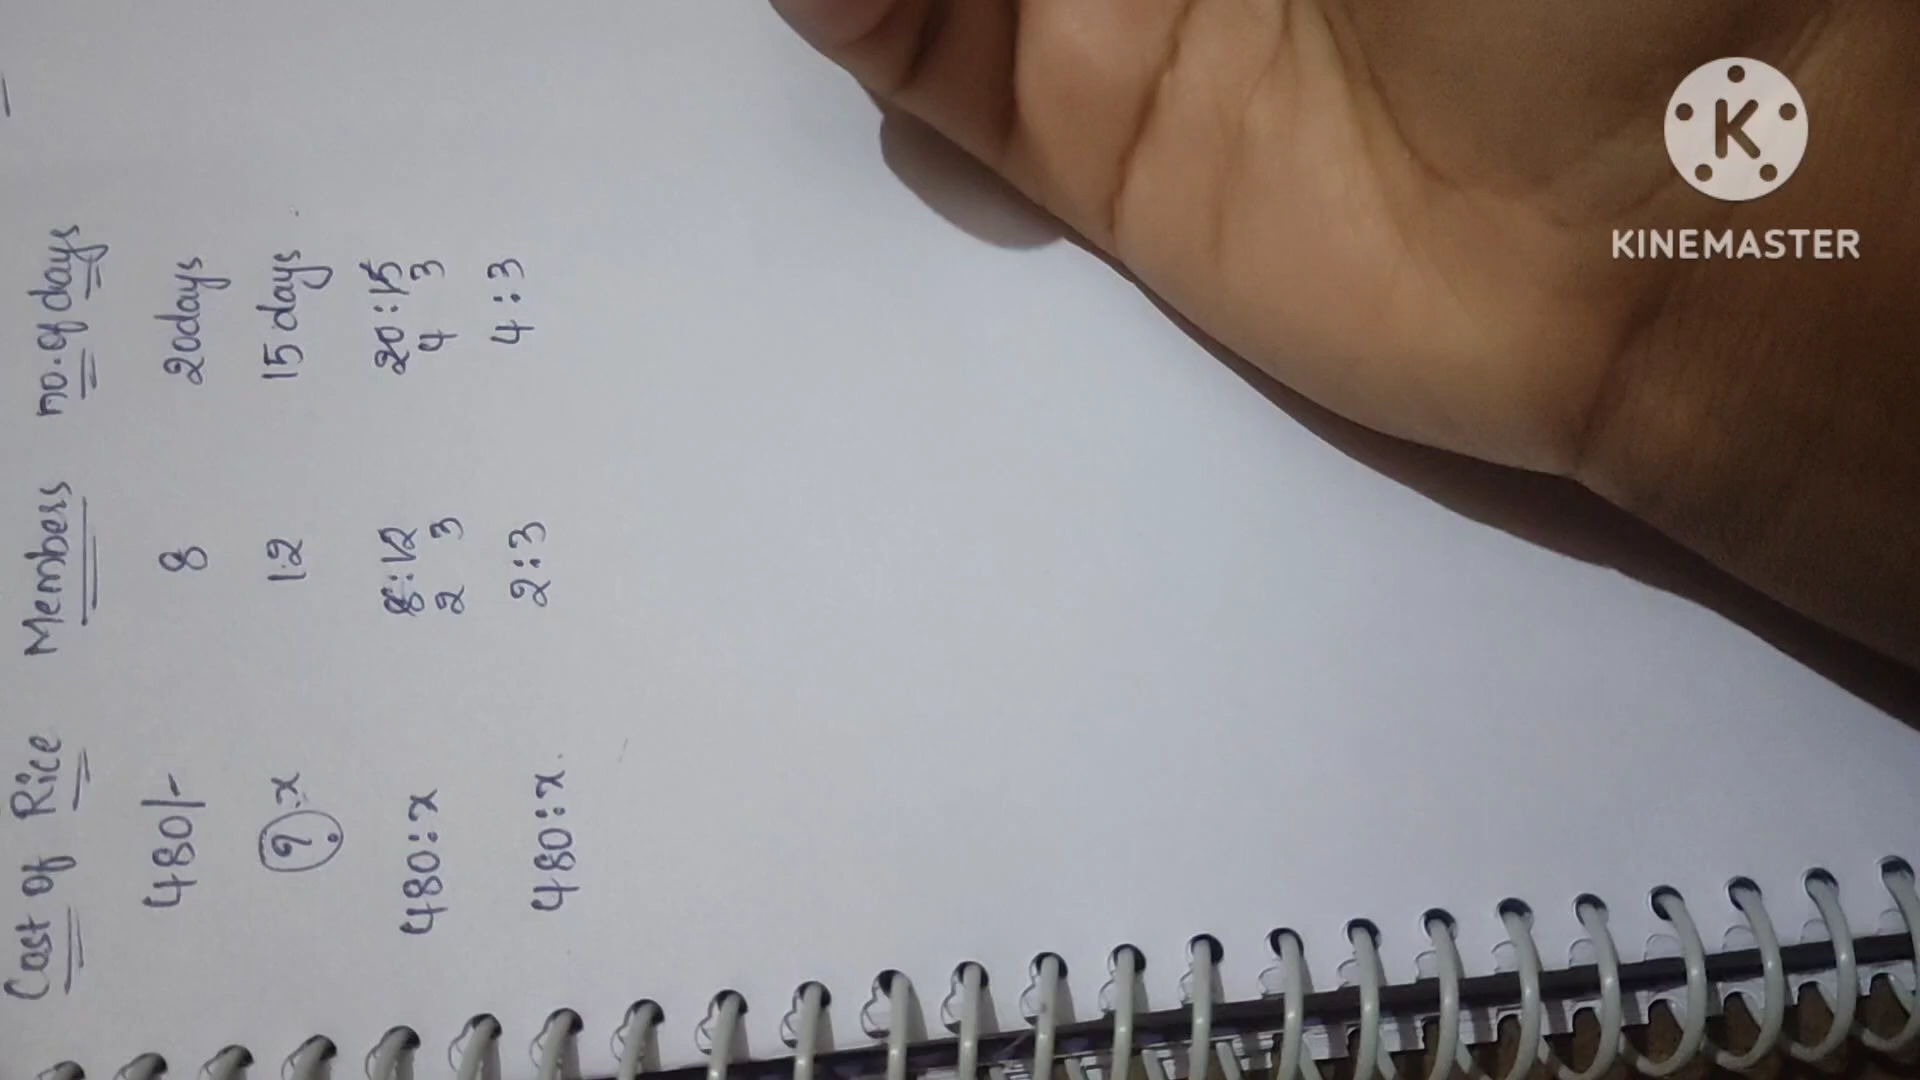 Cost of Rice Members no. of days
480/- 8 20days
? x 12 15 days
480:x 8:12 20:15
2 3 4 3
480:x. 2:3 4:3
K
KINEMASTER